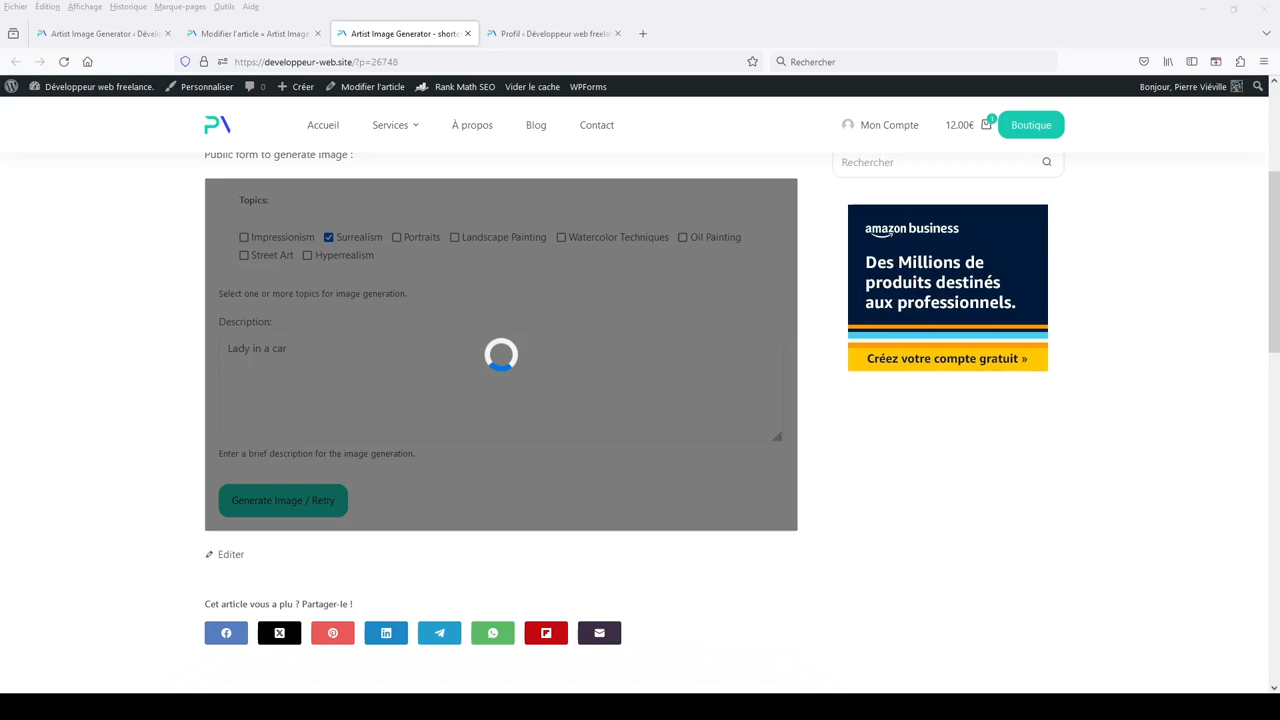 Fichier Édition Affichage Historique Marque-pages Outils Aide
Artist Image Generator ‹ Dévelo Modifier l'article « Artist Image Artist Image Generator - shortc Profil ‹ Développeur web freelan
https://developpeur-web.site/?p=26748 Rechercher
Développeur web freelance. Personnaliser 0 Créer Modifier l'article Rank Math SEO Vider le cache WPForms Bonjour, Pierre Viéville
Accueil Services À propos Blog Contact Mon Compte 12.00€ 1 Boutique
Public form to generate image :
Rechercher
Topics:
Impressionism Surrealism Portraits Landscape Painting Watercolor Techniques Oil Painting
Street Art Hyperrealism
Select one or more topics for image generation.
Description:
Lady in a car
Enter a brief description for the image generation.
Generate Image / Retry
amazon business
Des Millions de
produits destinés
aux professionnels.
Créez votre compte gratuit »
Editer
Cet article vous a plu ? Partager-le !